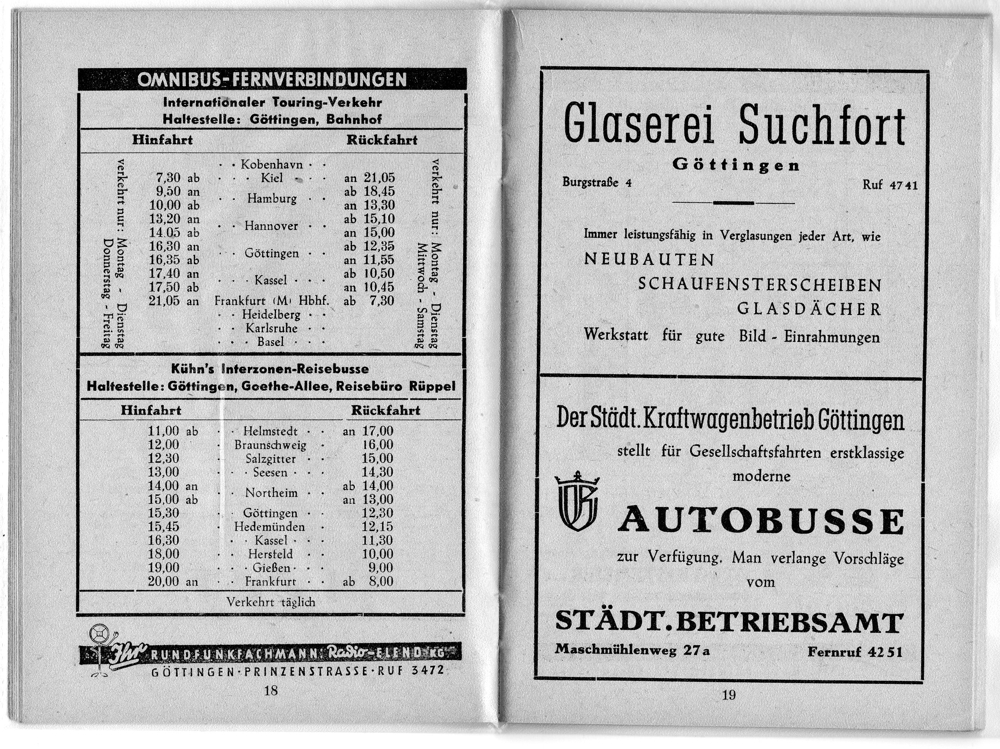 OMNIBUS-FERNVERBINDUNGEN
Internationaler Touring-Verkehr
Haltestelle: Göttingen, Bahnhof
Hinfahrt Rückfahrt
verkehrt nur: Montag - Dienstag
Donnerstag - Freitag
· · Kobenhavn · ·
7,30 ab · · · Kiel · · an 21,05
9,50 an ab 18,45
· · Hamburg · ·
10,00 ab an 13,30
13,20 an ab 15,10
· · Hannover · ·
14.05 ab an 15,00
16,30 an ab 12,35
· · Göttingen · ·
16,35 ab an 11,55
17,40 an ab 10,50
· · · Kassel · · ·
17,50 ab an 10,45
21,05 an Frankfurt (M) Hbhf. ab 7,30
· · Heidelberg · ·
· · Karlsruhe · ·
· · · Basel · · ·
verkehrt nur: Montag - Dienstag
Mittwoch - Samstag
Kühn's Interzonen-Reisebusse
Haltestelle: Göttingen, Goethe-Allee, Reisebüro Rüppel
Hinfahrt Rückfahrt
11,00 ab · · Helmstedt · · an 17,00
12,00 · Braunschweig · 16,00
12,30 · · Salzgitter · · 15,00
13,00 · · · Seesen · · · 14,30
14,00 an ab 14,00
· · Northeim · ·
15,00 ab an 13,00
15,30 · · Göttingen · · 12,30
15,45 · Hedemünden · 12,15
16,30 · · Kassel · · · 11,30
18,00 · · Hersfeld · · 10,00
19,00 · · · Gießen · · · 9,00
20,00 an · · Frankfurt · · ab 8,00
Verkehrt täglich
Ihr RUNDFUNKFACHMANN: Radio-ELEND KG
GÖTTINGEN · PRINZENSTRASSE · RUF 3472
18
Glaserei Suchfort
Göttingen
Burgstraße 4 Ruf 4741
Immer leistungsfähig in Verglasungen jeder Art, wie
NEUBAUTEN
SCHAUFENSTERSCHEIBEN
GLASDÄCHER
Werkstatt für gute Bild - Einrahmungen
Der Städt. Kraftwagenbetrieb Göttingen
stellt für Gesellschaftsfahrten erstklassige
moderne
AUTOBUSSE
zur Verfügung. Man verlange Vorschläge
vom
STÄDT. BETRIEBSAMT
Maschmühlenweg 27a Fernruf 4251
19